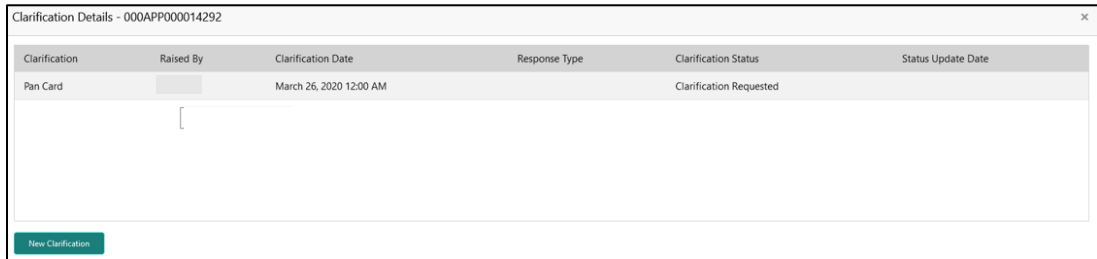 Clarification Details - 000APP000014292 ×
Clarification Raised By Clarification Date Response Type Clarification Status Status Update Date
Pan Card March 26, 2020 12:00 AM Clarification Requested
New Clarification